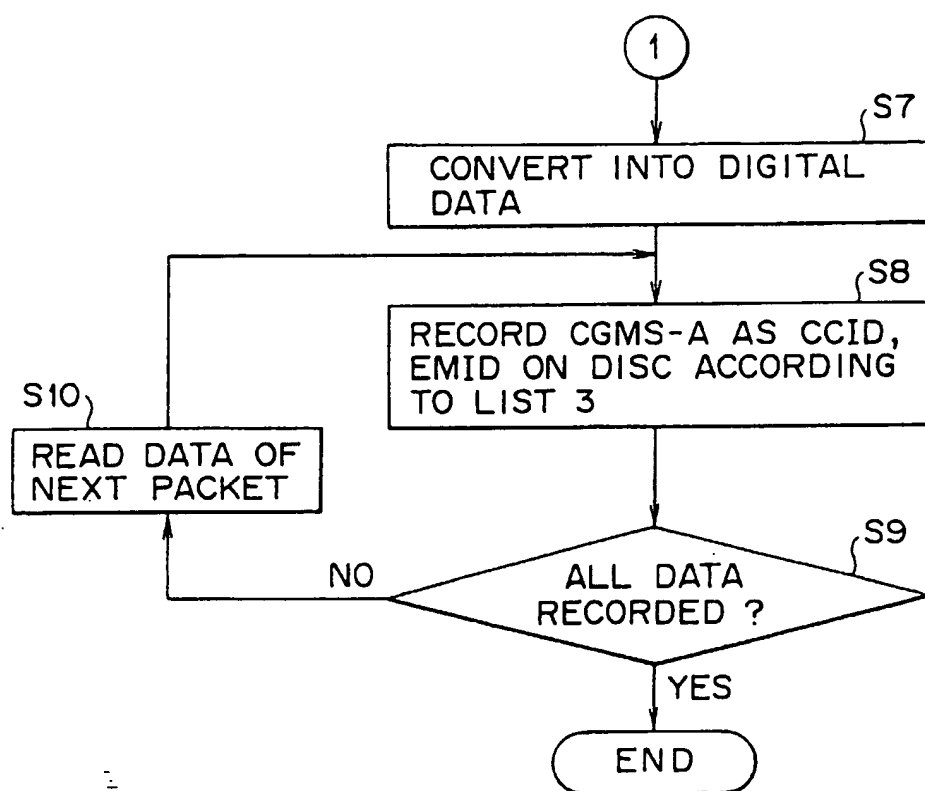 1
S7
CONVERT INTO DIGITAL
DATA
S8
RECORD CGMS-A AS CCID,
EMID ON DISC ACCORDING
TO LIST 3
S10
READ DATA OF
NEXT PACKET
S9
ALL DATA
RECORDED ?
NO
YES
END